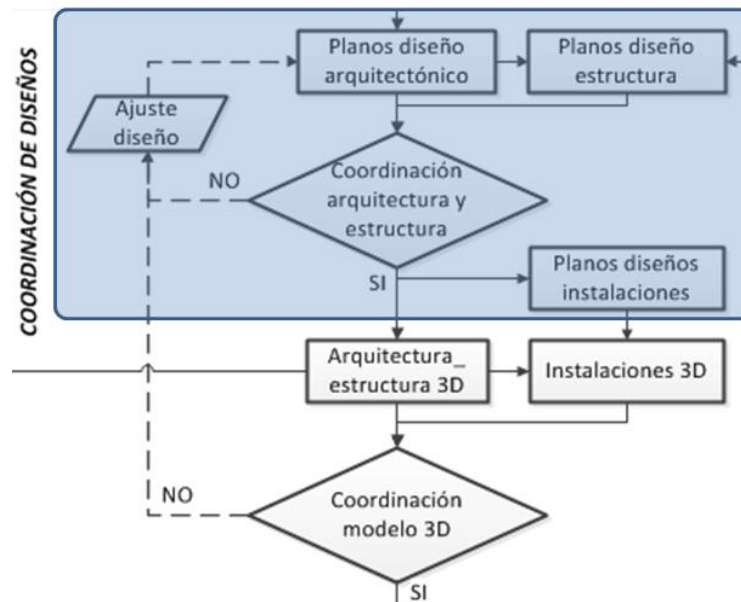 COORDINACIÓN DE DISEÑOS
Planos diseño
arquitectónico
Planos diseño
estructura
Ajuste
diseño
Coordinación
arquitectura y
estructura
NO
SI
Planos diseños
instalaciones
Arquitectura_
estructura 3D
Instalaciones 3D
Coordinación
modelo 3D
NO
SI